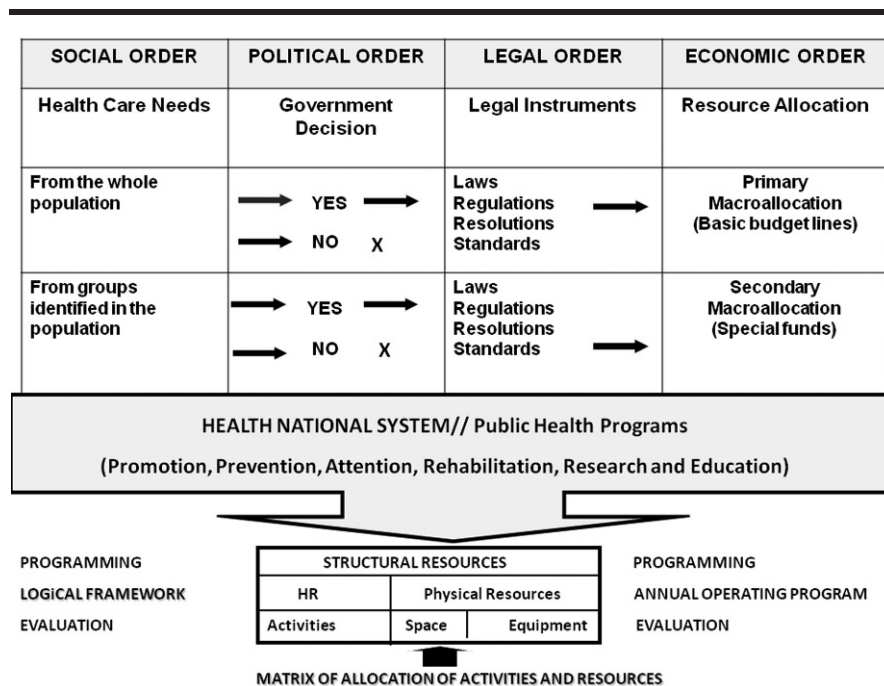 SOCIAL ORDER POLITICAL ORDER LEGAL ORDER ECONOMIC ORDER
Health Care Needs Government Legal Instruments Resource Allocation
Decision
From the whole Laws Primary
population YES Regulations Macroallocation
Resolutions (Basic budget lines)
NO X Standards
From groups Laws Secondary
identified in the YES Regulations Macroallocation
population Resolutions (Special funds)
NO X Standards
HEALTH NATIONAL SYSTEM// Public Health Programs
(Promotion, Prevention, Attention, Rehabilitation, Research and Education)
PROGRAMMING STRUCTURAL RESOURCES PROGRAMMING
LOGiCAL FRAMEWORK HR Physical Resources ANNUAL OPERATING PROGRAM
EVALUATION Activities Space Equipment EVALUATION
MATRIX OF ALLOCATION OF ACTIVITIES AND RESOURCES